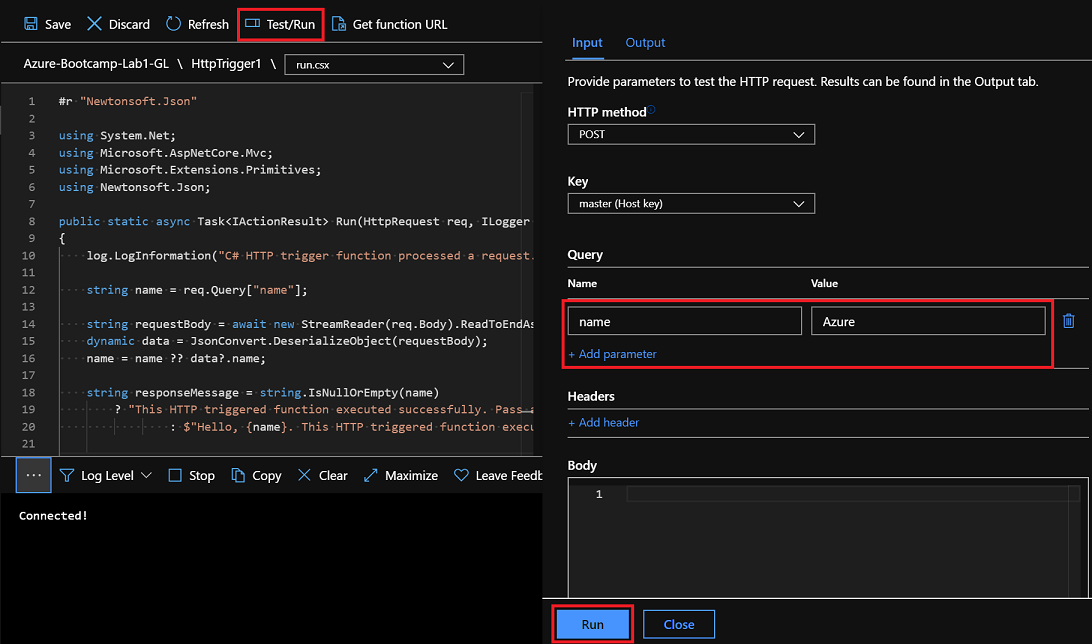 Save Discard Refresh Test/Run Get function URL
Azure-Bootcamp-Lab1-GL \ HttpTrigger1 \ run.csx
1 #r "Newtonsoft.Json"
2
3 using System.Net;
4 using Microsoft.AspNetCore.Mvc;
5 using Microsoft.Extensions.Primitives;
6 using Newtonsoft.Json;
7
8 public static async Task<IActionResult> Run(HttpRequest req, ILogger
9 {
10 log.LogInformation("C# HTTP trigger function processed a request.
11
12 string name = req.Query["name"];
13
14 string requestBody = await new StreamReader(req.Body).ReadToEndAs
15 dynamic data = JsonConvert.DeserializeObject(requestBody);
16 name = name ?? data?.name;
17
18 string responseMessage = string.IsNullOrEmpty(name)
19 ? "This HTTP triggered function executed successfully. Pass a
20 : $"Hello, {name}. This HTTP triggered function execu
21
... Log Level Stop Copy Clear Maximize Leave Feedb
Connected!
Input Output
Provide parameters to test the HTTP request. Results can be found in the Output tab.
HTTP method
POST
Key
master (Host key)
Query
Name Value
name Azure
+ Add parameter
Headers
+ Add header
Body
1
Run Close